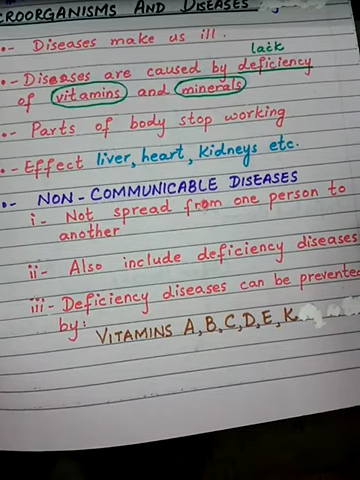 CROORGANISMS AND DISEASES
•- Diseases make us ill.
lack
•- Diseases are caused by deficiency
of vitamins and minerals
•- Parts of body stop working
•- Effect liver, heart, kidneys etc.
•- NON-COMMUNICABLE DISEASES
i- Not spread from one person to
another
ii- Also include deficiency diseases
iii- Deficiency diseases can be prevented
by:
VITAMINS A, B, C, D, E, K